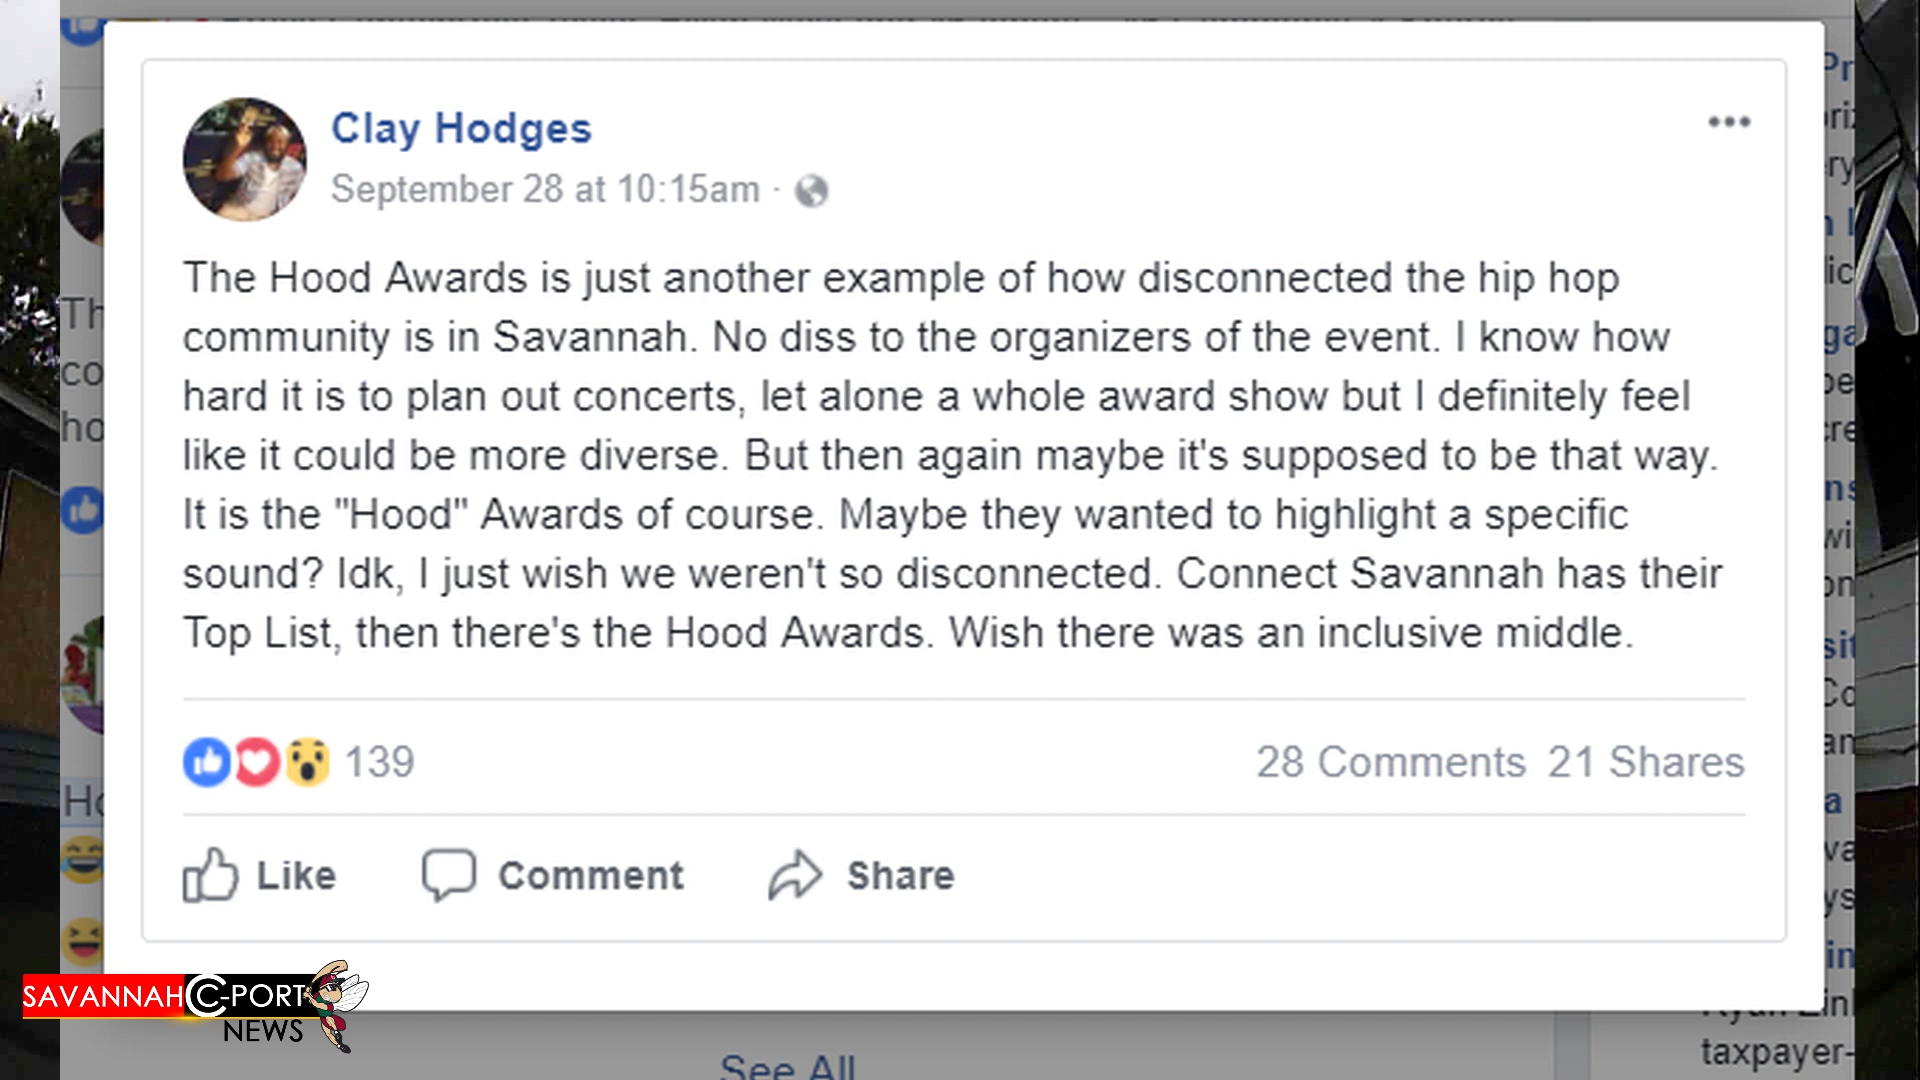 Clay Hodges
September 28 at 10:15am ·
The Hood Awards is just another example of how disconnected the hip hop
community is in Savannah. No diss to the organizers of the event. I know how
hard it is to plan out concerts, let alone a whole award show but I definitely feel
like it could be more diverse. But then again maybe it's supposed to be that way.
It is the "Hood" Awards of course. Maybe they wanted to highlight a specific
sound? Idk, I just wish we weren't so disconnected. Connect Savannah has their
Top List, then there's the Hood Awards. Wish there was an inclusive middle.
139
28 Comments 21 Shares
Like Comment Share
SAVANNAH C-PORT
NEWS
See All
taxpayer-